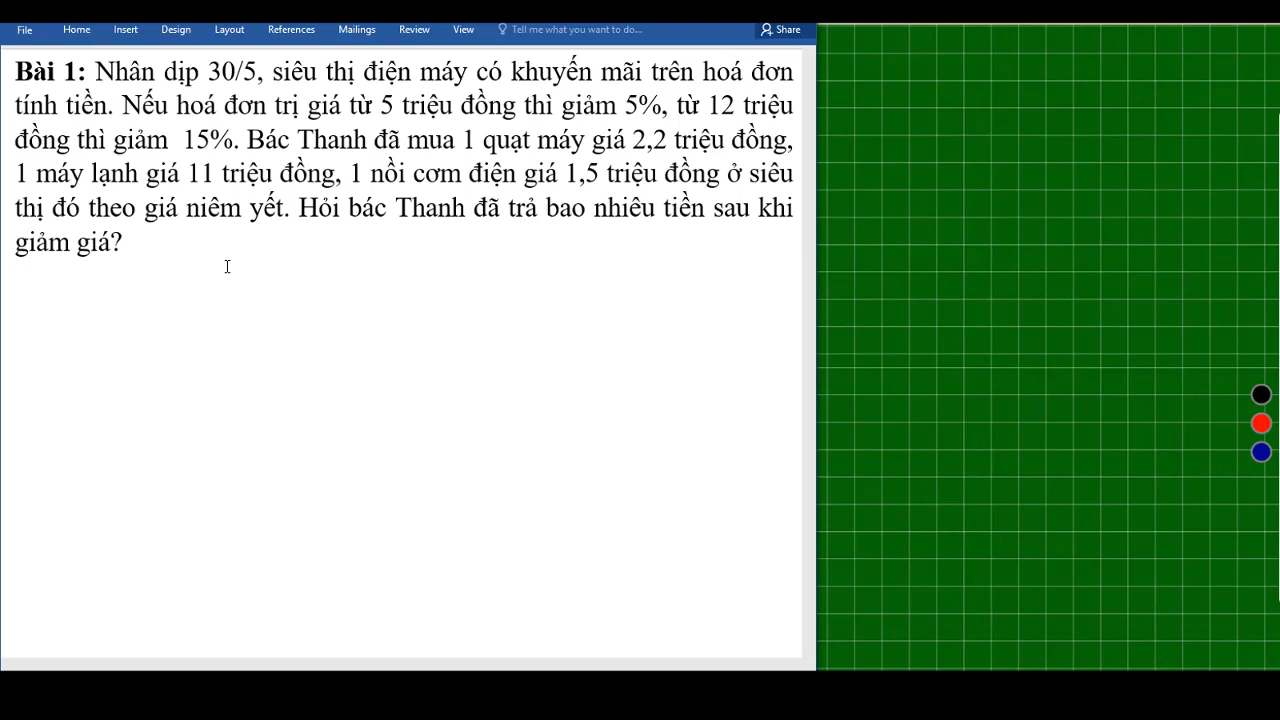 File Home Insert Design Layout References Mailings Review View Tell me what you want to do... Share
Bài 1: Nhân dịp 30/5, siêu thị điện máy có khuyến mãi trên hoá đơn
tính tiền. Nếu hoá đơn trị giá từ 5 triệu đồng thì giảm 5%, từ 12 triệu
đồng thì giảm 15%. Bác Thanh đã mua 1 quạt máy giá 2,2 triệu đồng,
1 máy lạnh giá 11 triệu đồng, 1 nồi cơm điện giá 1,5 triệu đồng ở siêu
thị đó theo giá niêm yết. Hỏi bác Thanh đã trả bao nhiêu tiền sau khi
giảm giá?